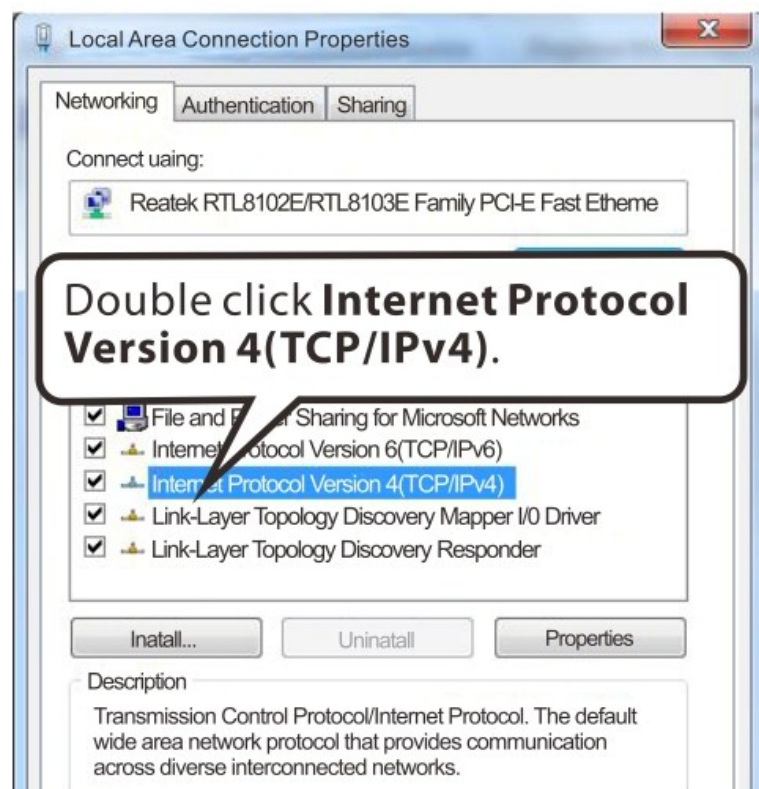 Local Area Connection Properties
Networking Authentication Sharing
Connect uaing:
Reatek RTL8102E/RTL8103E Family PCI-E Fast Etheme
Double click Internet Protocol
Version 4(TCP/IPv4).
File and Sharing for Microsoft Networks
Internet Protocol Version 6(TCP/IPv6)
Internet Protocol Version 4(TCP/IPv4)
Link-Layer Topology Discovery Mapper I/0 Driver
Link-Layer Topology Discovery Responder
Inatall... Uninatall Properties
Description
Transmission Control Protocol/Internet Protocol. The default
wide area network protocol that provides communication
across diverse interconnected networks.